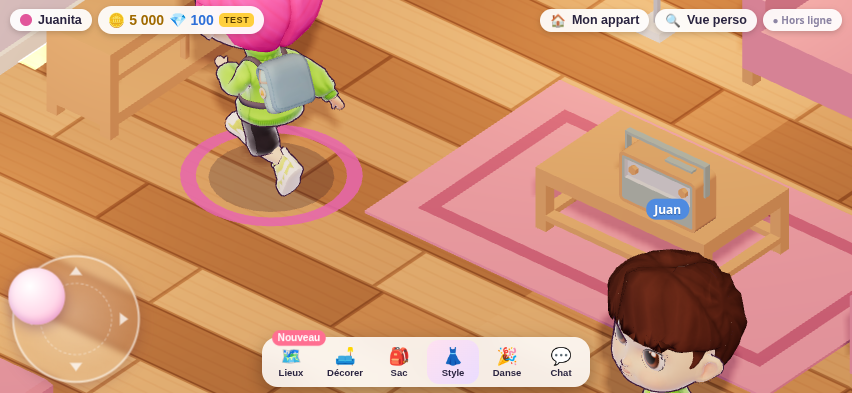 Juanita
5 000
100
TEST
Mon appart
Vue perso
Hors ligne
Juan
Nouveau
Lieux
Décorer
Sac
Style
Danse
Chat